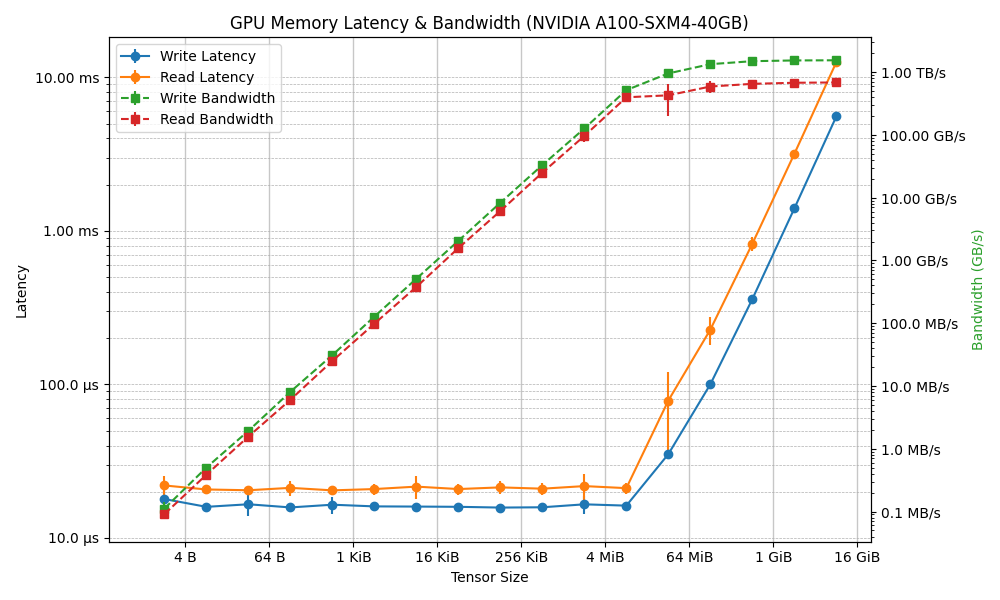 GPU Memory Latency & Bandwidth (NVIDIA A100-SXM4-40GB)
Write Latency
Read Latency
Write Bandwidth
Read Bandwidth
10.00 ms
1.00 ms
100.0 µs
10.0 µs
Latency
1.00 TB/s
100.00 GB/s
10.00 GB/s
1.00 GB/s
100.0 MB/s
10.0 MB/s
1.0 MB/s
0.1 MB/s
Bandwidth (GB/s)
4 B
64 B
1 KiB
16 KiB
256 KiB
4 MiB
64 MiB
1 GiB
16 GiB
Tensor Size